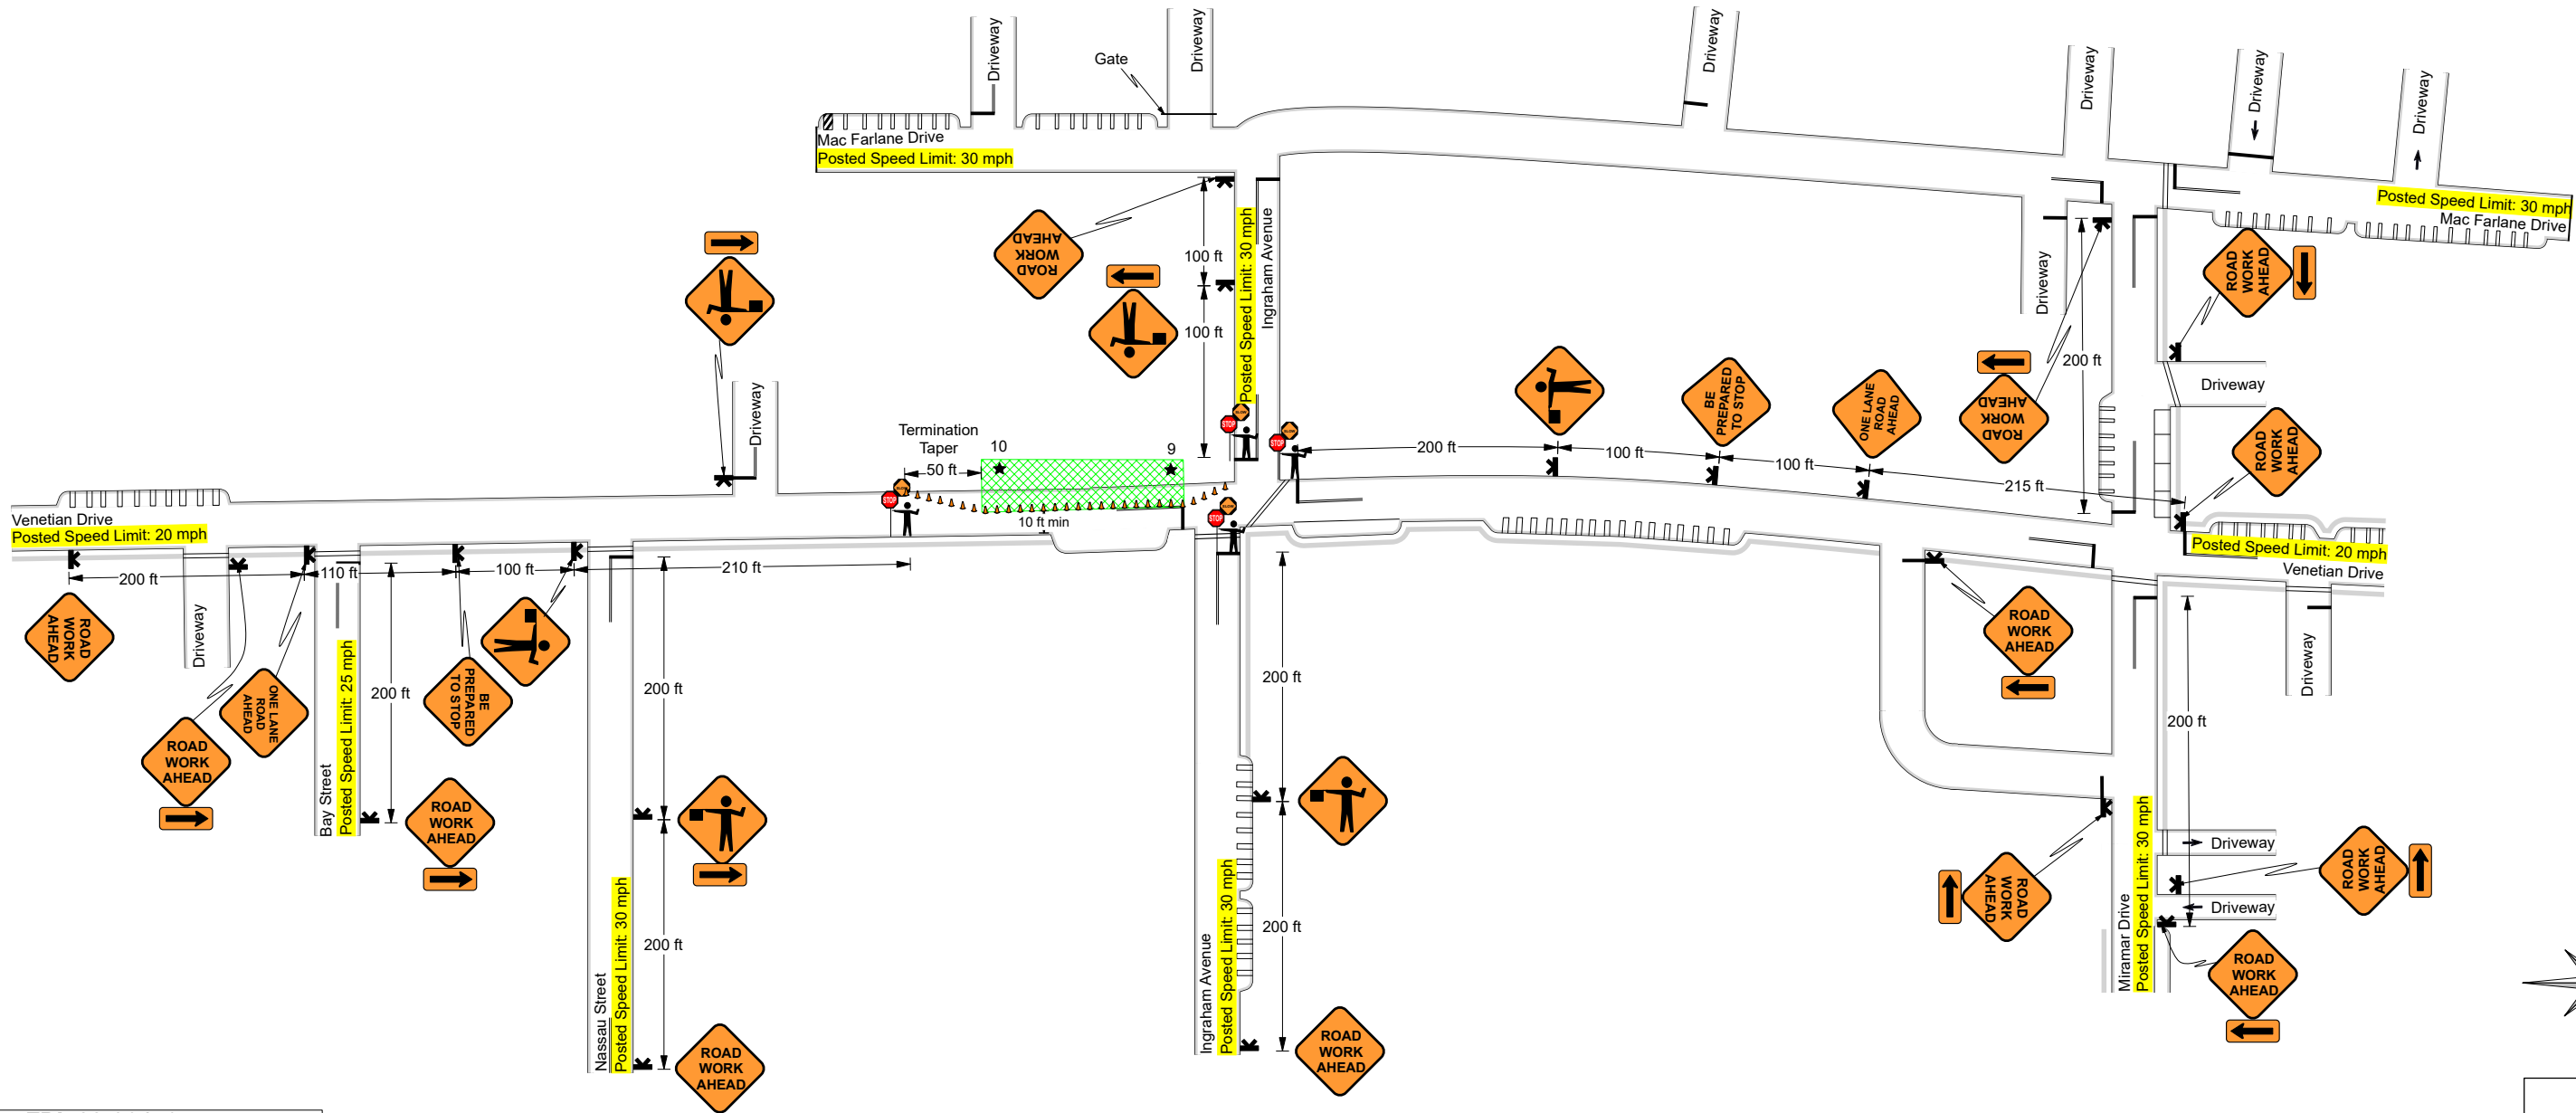 Driveway
Gate
Driveway
Driveway
Driveway
Driveway
Driveway
Mac Farlane Drive
Posted Speed Limit: 30 mph
Posted Speed Limit: 30 mph
Mac Farlane Drive
ROAD
WORK
AHEAD
100 ft
100 ft
Posted Speed Limit: 30 mph
Ingraham Avenue
Driveway
ROAD
WORK
AHEAD
200 ft
Driveway
Driveway
Termination
Taper
50 ft
10
9
10 ft min
STOP
SLOW
STOP
SLOW
STOP
SLOW
STOP
SLOW
200 ft
100 ft
100 ft
215 ft
BE
PREPARED
TO STOP
ONE LANE
ROAD
AHEAD
ROAD
WORK
AHEAD
ROAD
WORK
AHEAD
Venetian Drive
Posted Speed Limit: 20 mph
Posted Speed Limit: 20 mph
Venetian Drive
200 ft
110 ft
100 ft
210 ft
ROAD
WORK
AHEAD
Driveway
ROAD
WORK
AHEAD
ONE LANE
ROAD
AHEAD
Bay Street
Posted Speed Limit: 25 mph
200 ft
BE
PREPARED
TO STOP
ROAD
WORK
AHEAD
200 ft
200 ft
Nassau Street
Posted Speed Limit: 30 mph
ROAD
WORK
AHEAD
200 ft
200 ft
Ingraham Avenue
Posted Speed Limit: 30 mph
ROAD
WORK
AHEAD
ROAD
WORK
AHEAD
Driveway
200 ft
Driveway
Driveway
ROAD
WORK
AHEAD
ROAD
WORK
AHEAD
Miramar Drive
Posted Speed Limit: 30 mph
ROAD
WORK
AHEAD